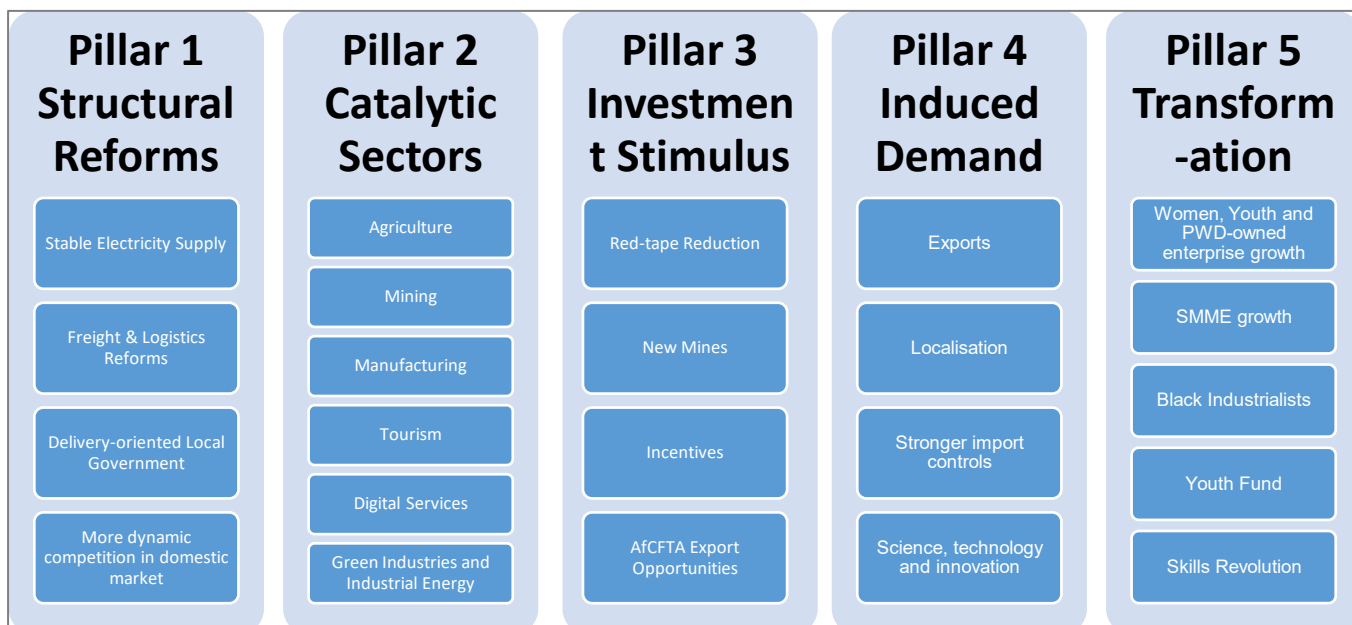 Pillar 1
Structural
Reforms
Stable Electricity Supply
Freight & Logistics
Reforms
Delivery-oriented Local
Government
More dynamic
competition in domestic
market
Pillar 2
Catalytic
Sectors
Agriculture
Mining
Manufacturing
Tourism
Digital Services
Green Industries and
Industrial Energy
Pillar 3
Investmen
t Stimulus
Red-tape Reduction
New Mines
Incentives
AfCFTA Export
Opportunities
Pillar 4
Induced
Demand
Exports
Localisation
Stronger import
controls
Science, technology
and innovation
Pillar 5
Transform
-ation
Women, Youth and
PWD-owned
enterprise growth
SMME growth
Black Industrialists
Youth Fund
Skills Revolution